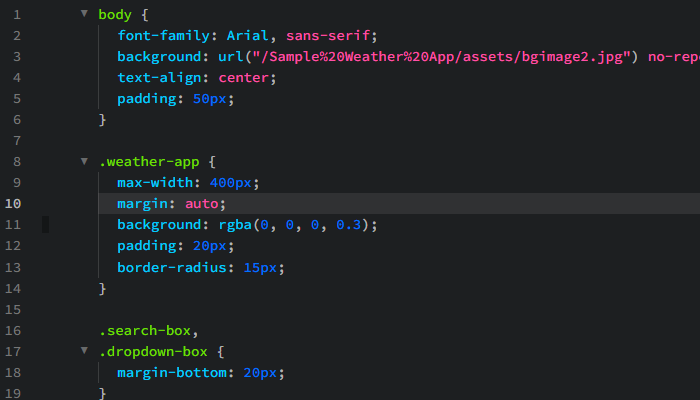 1 body {
2 font-family: Arial, sans-serif;
3 background: url("/Sample%20Weather%20App/assets/bgimage2.jpg") no-repe
4 text-align: center;
5 padding: 50px;
6 }
7
8 .weather-app {
9 max-width: 400px;
10 margin: auto;
11 background: rgba(0, 0, 0, 0.3);
12 padding: 20px;
13 border-radius: 15px;
14 }
15
16 .search-box,
17 .dropdown-box {
18 margin-bottom: 20px;
19 }